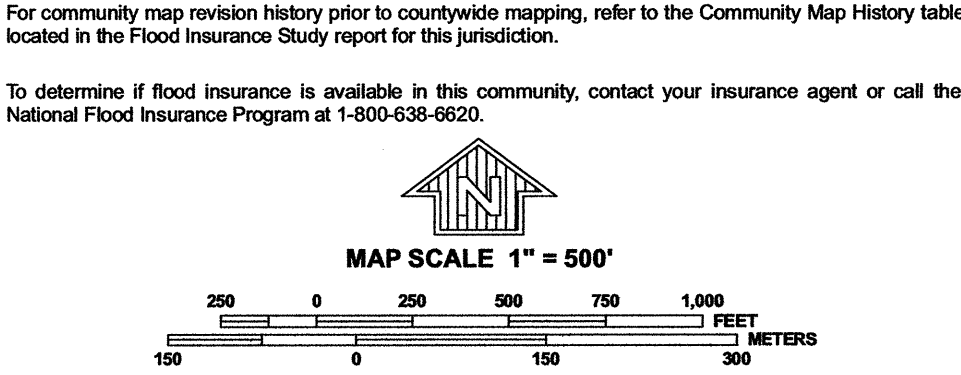 For community map revision history prior to countywide mapping, refer to the Community Map History table
located in the Flood Insurance Study report for this jurisdiction.
To determine if flood insurance is available in this community, contact your insurance agent or call the
National Flood Insurance Program at 1-800-638-6620.
N
MAP SCALE 1" = 500'
250 0 250 500 750 1,000
FEET
METERS
150 0 150 300